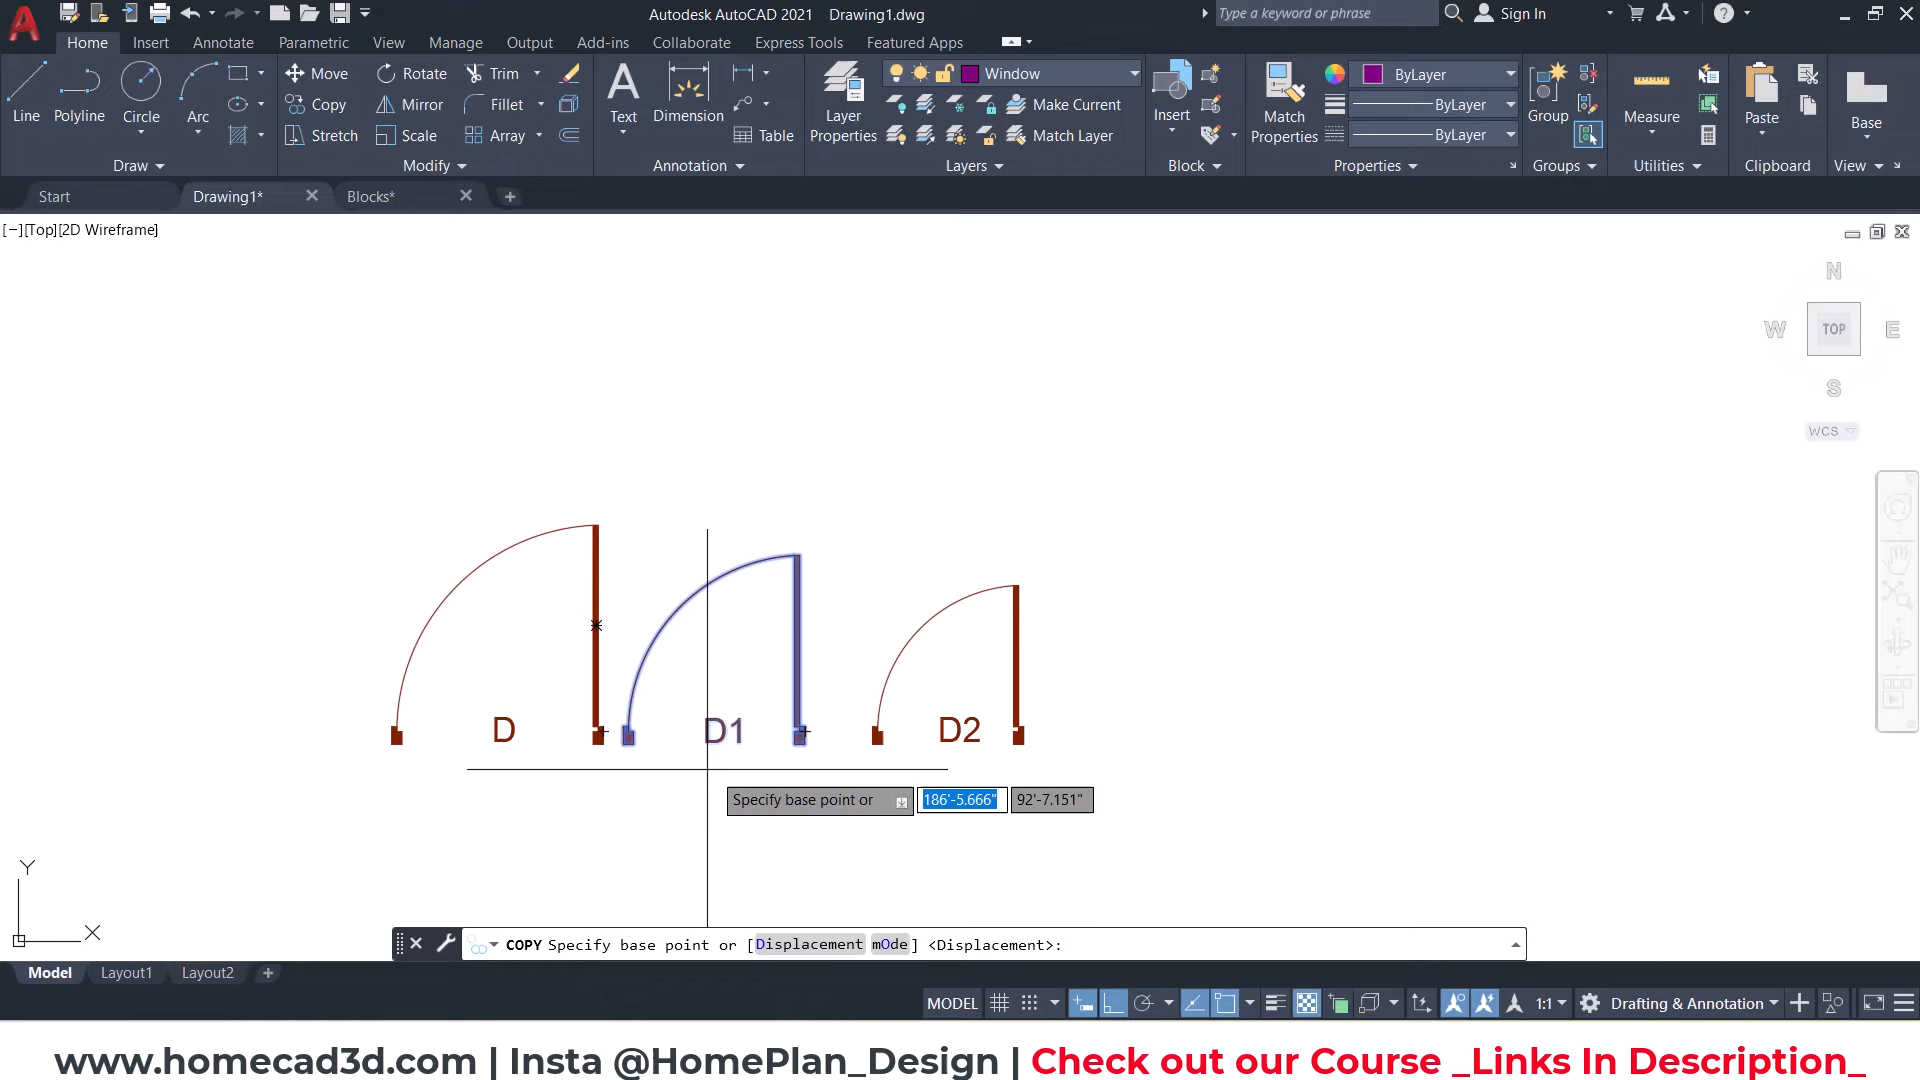 Autodesk AutoCAD 2021 Drawing1.dwg
Type a keyword or phrase
Sign In
Home Insert Annotate Parametric View Manage Output Add-ins Collaborate Express Tools Featured Apps
Line
Polyline
Circle
Arc
Draw
Move Rotate Trim
Copy Mirror Fillet
Stretch Scale Array
Modify
Text
Dimension
Table
Annotation
Layer
Properties
Window
Make Current
Match Layer
Layers
Insert
Block
Match
Properties
ByLayer
ByLayer
ByLayer
Properties
Group
Groups
Measure
Utilities
Paste
Clipboard
Base
View
Start Drawing1* Blocks*
[−][Top][2D Wireframe]
N
W TOP E
S
WCS
D D1 D2
Specify base point or 186'-5.666" 92'-7.151"
Y
X
COPY Specify base point or [Displacement mOde] <Displacement>:
Model Layout1 Layout2
MODEL 1:1 Drafting & Annotation
www.homecad3d.com | Insta @HomePlan_Design | Check out our Course _Links In Description_